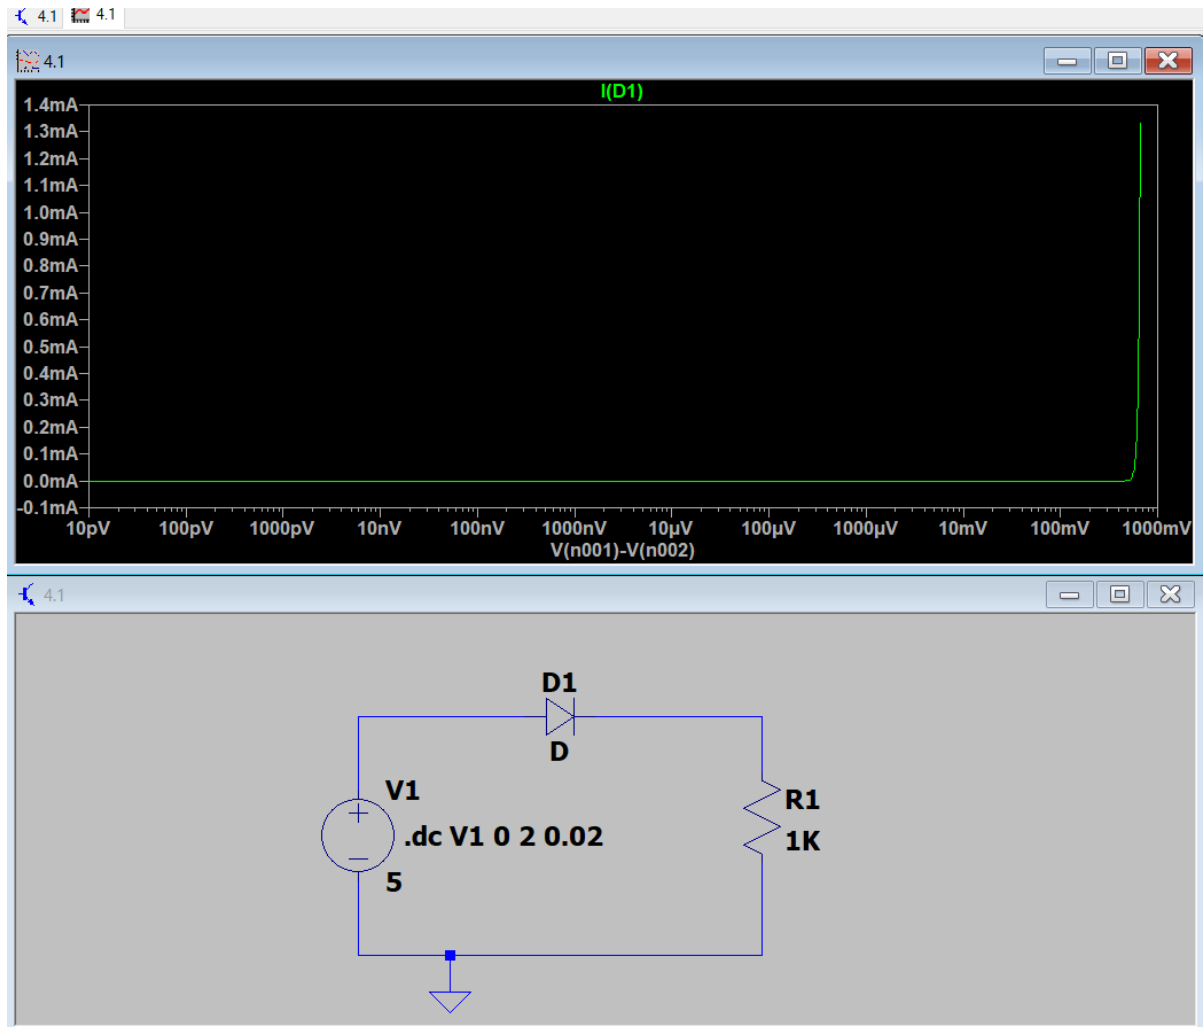 4.1 4.1
4.1
I(D1)
1.4mA
1.3mA
1.2mA
1.1mA
1.0mA
0.9mA
0.8mA
0.7mA
0.6mA
0.5mA
0.4mA
0.3mA
0.2mA
0.1mA
0.0mA
-0.1mA
10pV 100pV 1000pV 10nV 100nV 1000nV 10µV 100µV 1000µV 10mV 100mV 1000mV
V(n001)-V(n002)
4.1
D1
D
V1
.dc V1 0 2 0.02
5
R1
1K